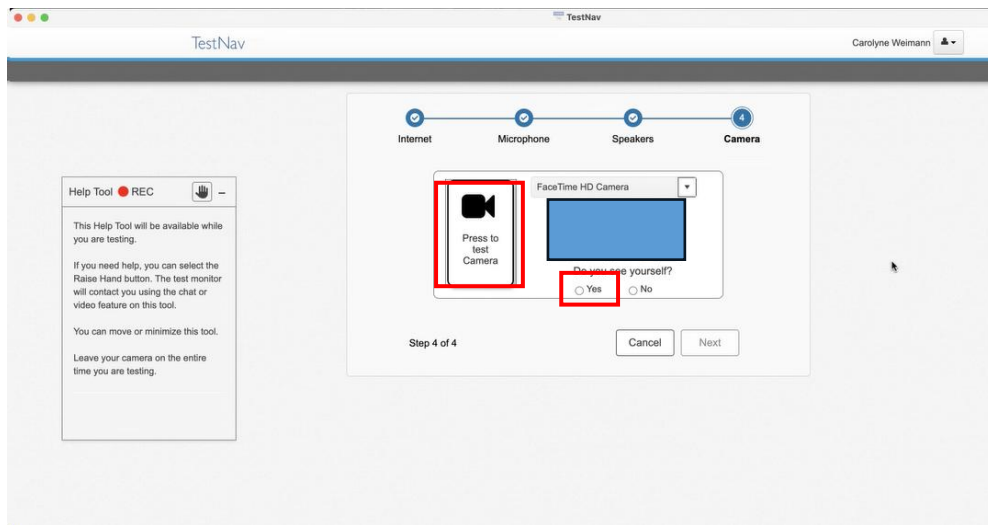 TestNav
TestNav
Carolyne Weimann
4
Internet
Microphone
Speakers
Camera
Help Tool REC
This Help Tool will be available while
you are testing.
If you need help, you can select the
Raise Hand button. The test monitor
will contact you using the chat or
video feature on this tool.
You can move or minimize this tool.
Leave your camera on the entire
time you are testing.
Press to
test
Camera
FaceTime HD Camera
Do you see yourself?
Yes
No
Step 4 of 4
Cancel
Next